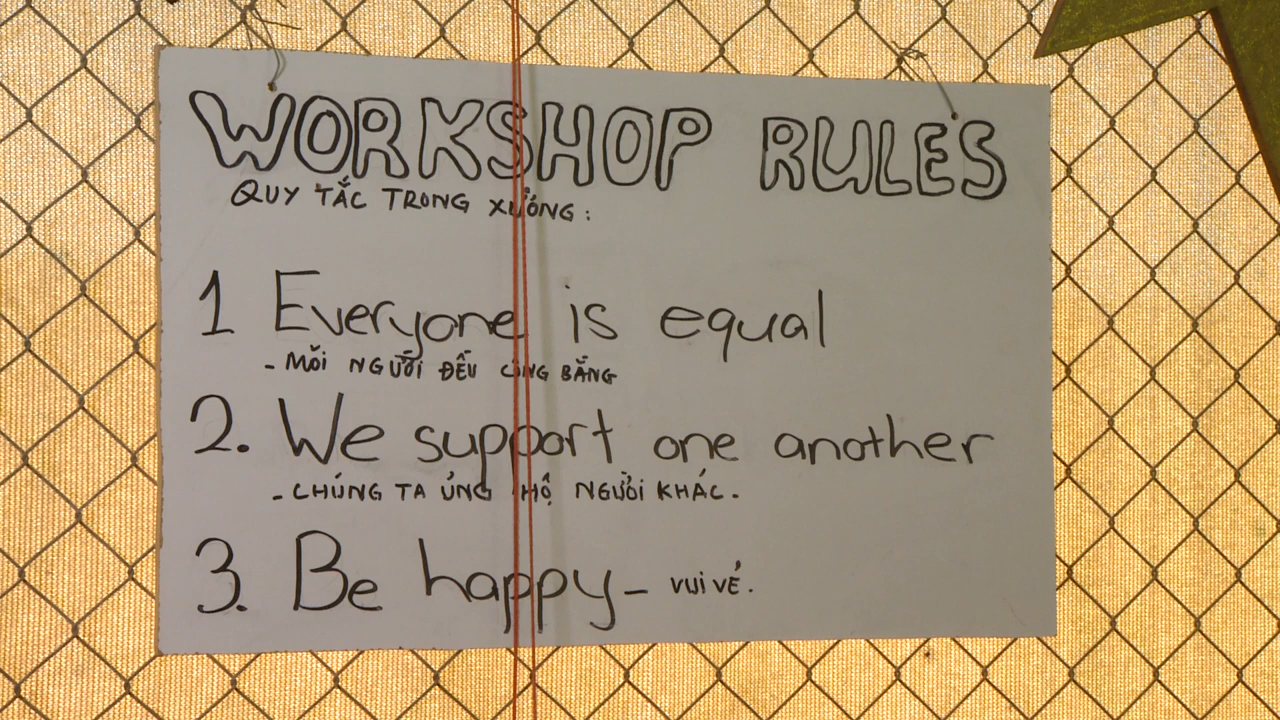 WORKSHOP RULES
QUY TẮC TRONG XƯỞNG:
1 Everyone is equal
- MỖI NGƯỜI ĐỀU CÔNG BẰNG
2. We support one another
- CHÚNG TA ỦNG HỘ NGƯỜI KHÁC.
3. Be happy - VUI VẺ.